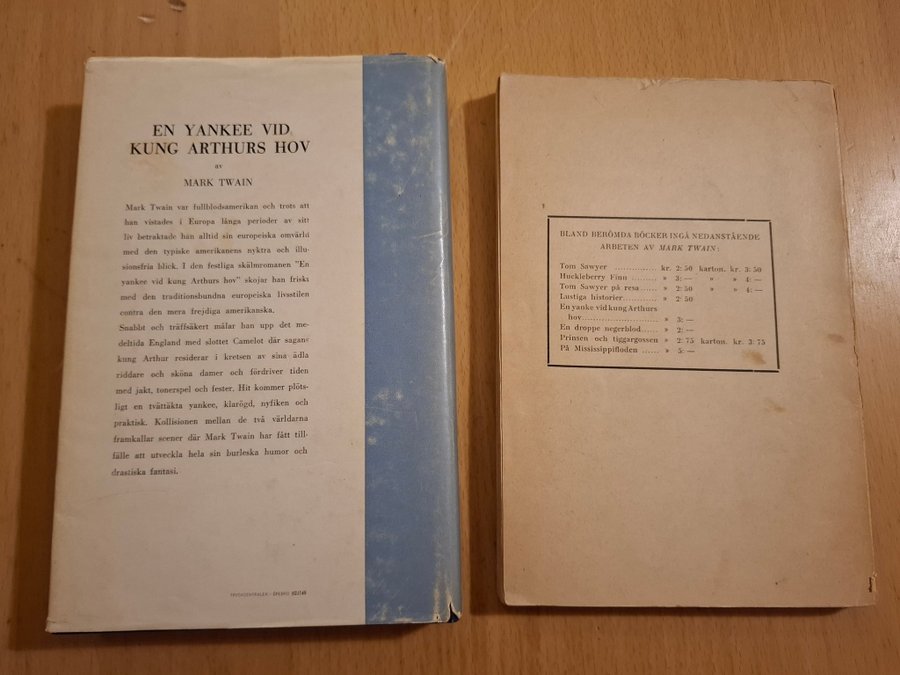 EN YANKEE VID
KUNG ARTHURS HOV
av
MARK TWAIN
Mark Twain var fullblodsamerikan och trots att
han vistades i Europa långa perioder av sitt
liv betraktade han alltid sin europeiska omvärld
med den typiske amerikanens nyktra och illu-
sionsfria blick. I den festliga skälmromanen "En
yankee vid kung Arthurs hov" skojar han friskt
med den traditionsbundna europeiska livsstilen
contra den mera frejdiga amerikanska.
Snabbt och träffsäkert målar han upp det me-
deltida England med slottet Camelot där sagans
kung Arthur residerar i kretsen av sina ädla
riddare och sköna damer och fördriver tiden
med jakt, tonerspel och fester. Hit kommer plöts-
ligt en tvättäkta yankee, klarögd, nyfiken och
praktisk. Kollisionen mellan de två världarna
framkallar scener där Mark Twain har fått till-
fälle att utveckla hela sin burleska humor och
drastiska fantasi.
TRYCKCENTRALEN · ÖREBRO
BLAND BERÖMDA BÖCKER INGÅ NEDANSTÅENDE
ARBETEN AV MARK TWAIN:
Tom Sawyer ............... kr. 2: 50 karton. kr. 3: 50
Huckleberry Finn ......... » 3: — » » 4: —
Tom Sawyer på resa...... » 2: 50 » » 4: —
Lustiga historier......... » 2: 50
En yanke vid kung Arthurs
hov........................ » 3: —
En droppe negerblod..... » 2: —
Prinsen och tiggargossen » 2: 75 karton. kr. 3: 75
På Mississippifloden ...... » 5: —